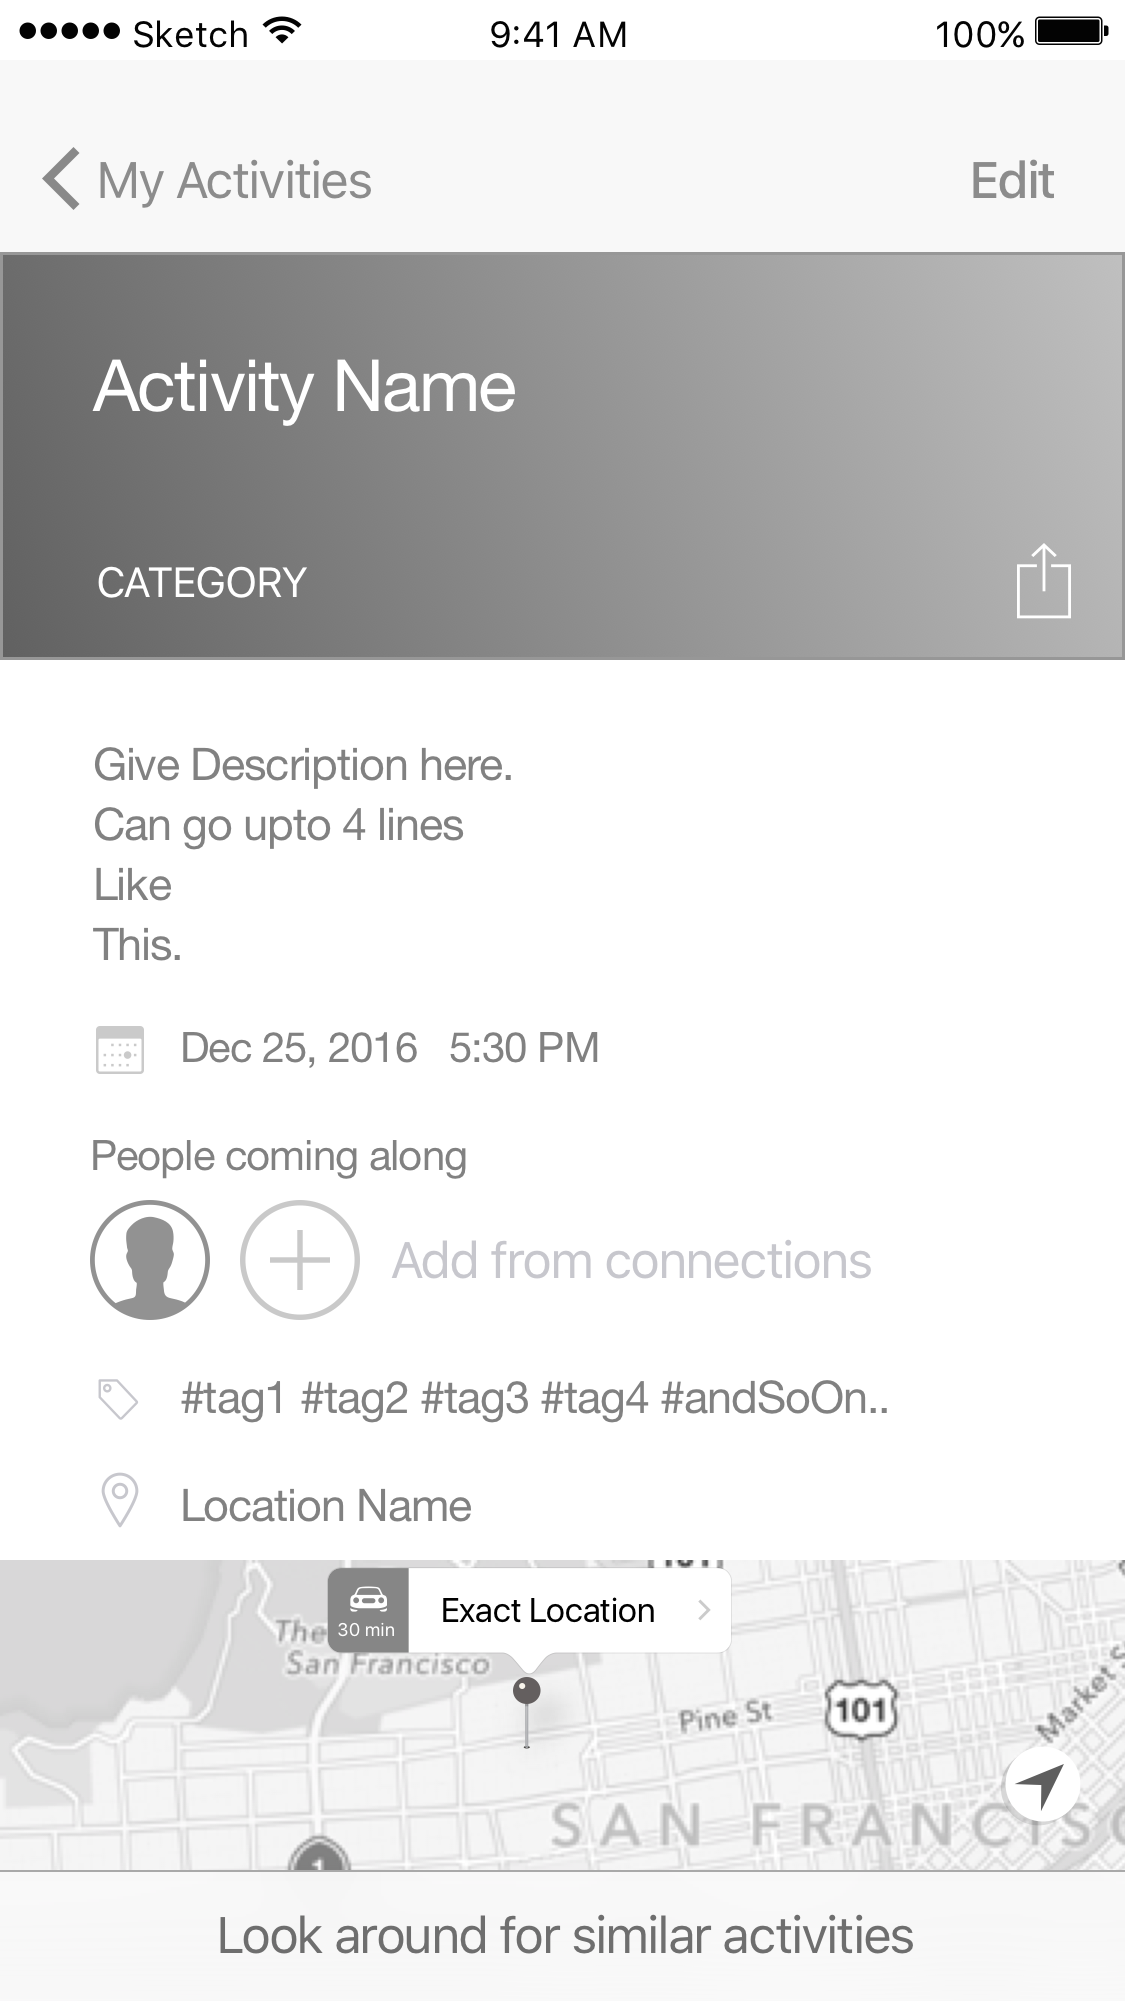 Sketch 9:41 AM 100%
My Activities Edit
Activity Name
CATEGORY
Give Description here.
Can go upto 4 lines
Like
This.
Dec 25, 2016 5:30 PM
People coming along
Add from connections
#tag1 #tag2 #tag3 #tag4 #andSoOn..
Location Name
101
30 min
Exact Location
The
San Francisco
Pine St
101
Market S
SAN FRANCISC
1
Look around for similar activities